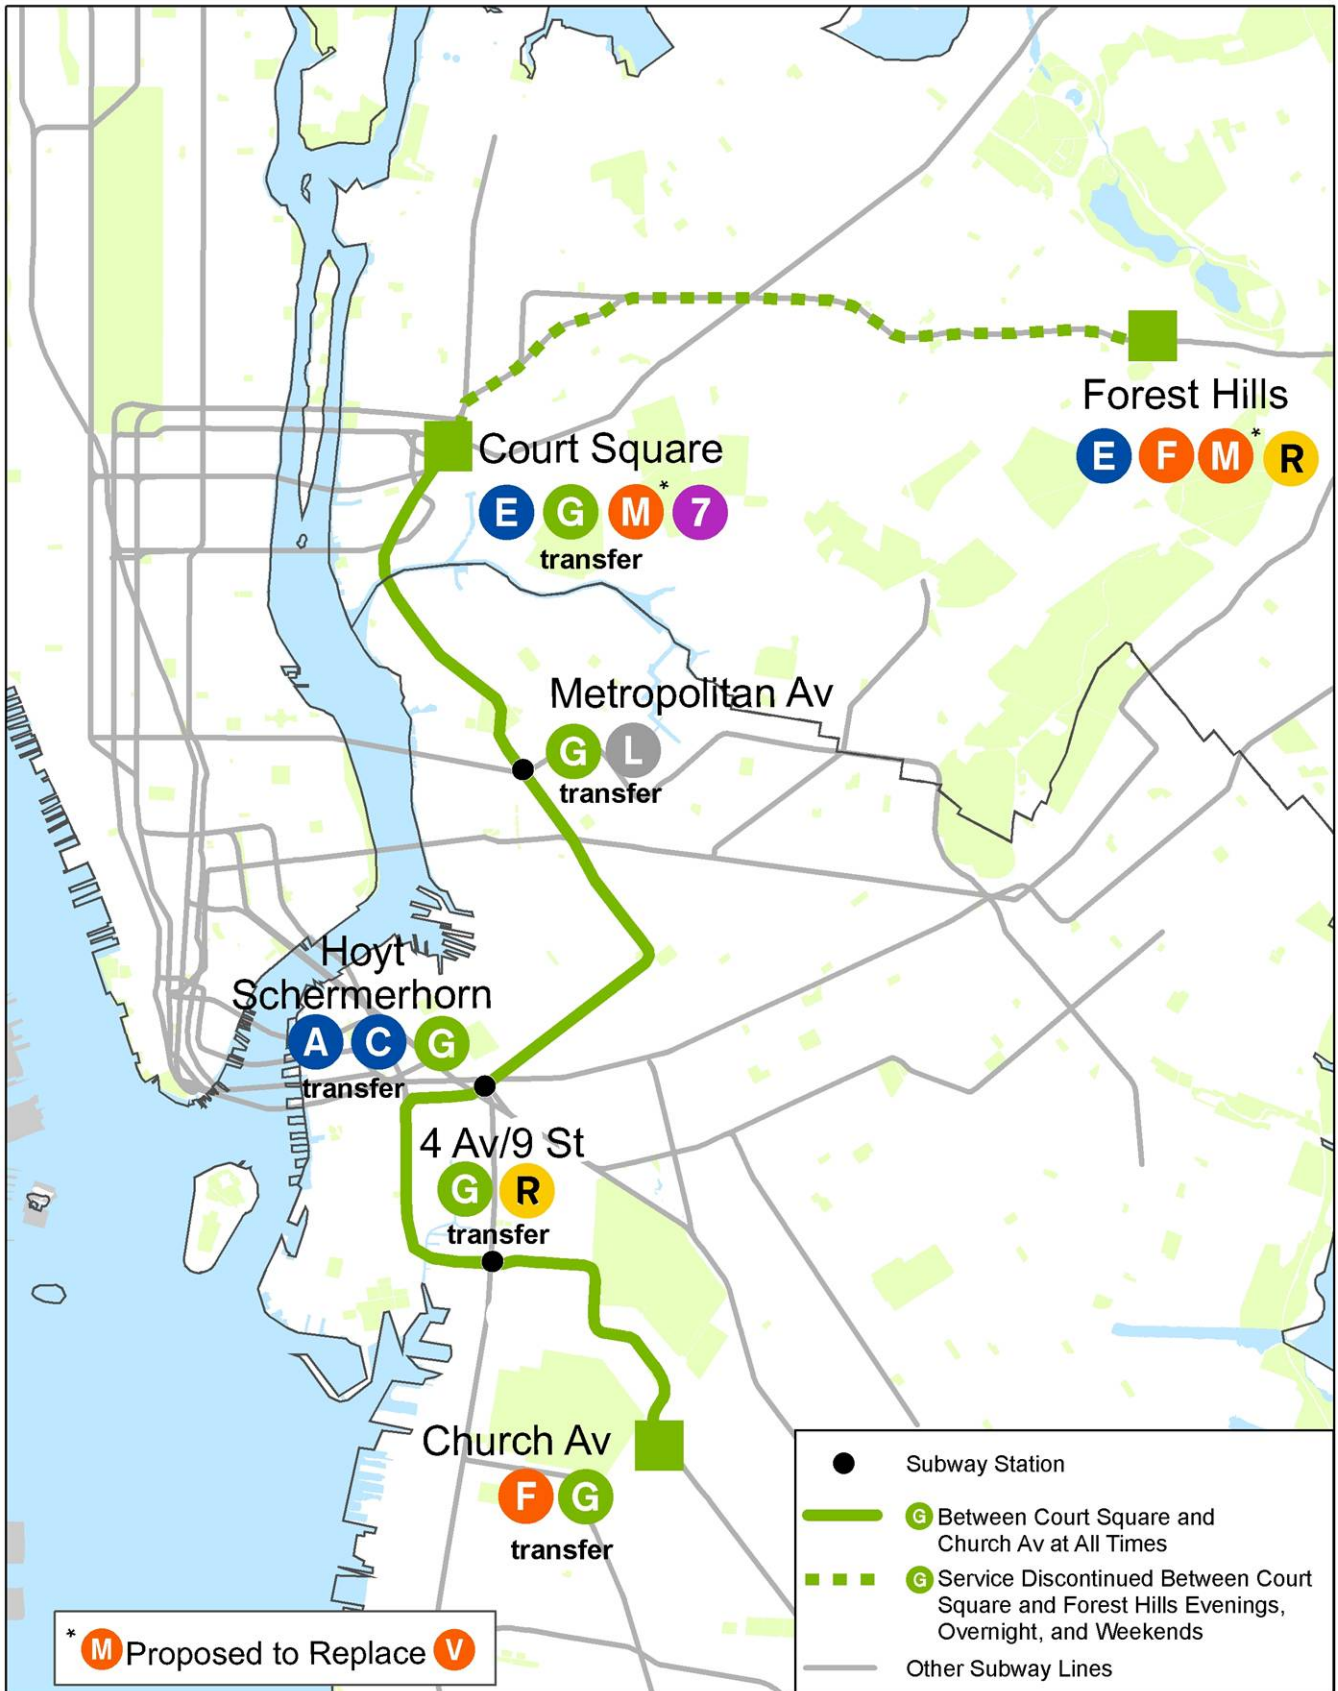 Forest Hills
E F M* R
Court Square
E G M* 7
transfer
Metropolitan Av
G L
transfer
Hoyt
Schermerhorn
A C G
transfer
4 Av/9 St
G R
transfer
Church Av
F G
transfer
Subway Station
G Between Court Square and
Church Av at All Times
G Service Discontinued Between Court
Square and Forest Hills Evenings,
Overnight, and Weekends
Other Subway Lines
* M Proposed to Replace V